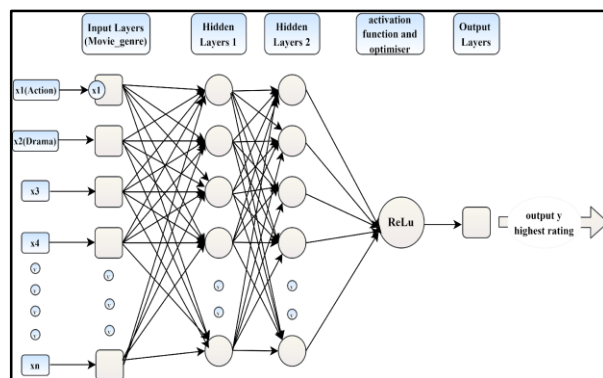 Input Layers
(Movie_genre)
Hidden
Layers 1
Hidden
Layers 2
activation
function and
optimiser
Output
Layers
x1(Action)
x1
x2(Drama)
x3
x4
xn
ReLu
output y
highest rating